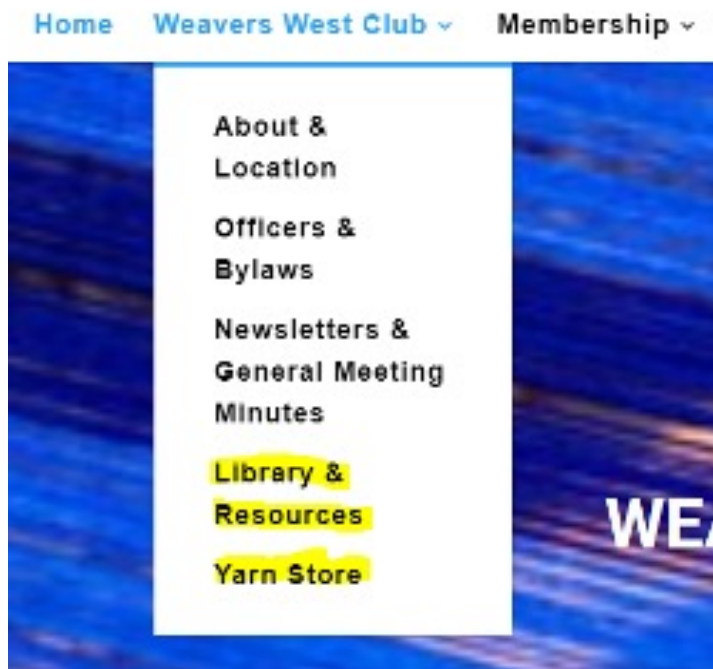 Home Weavers West Club Membership
About &
Location
Officers &
Bylaws
Newsletters &
General Meeting
Minutes
Library &
Resources
Yarn Store
WEA